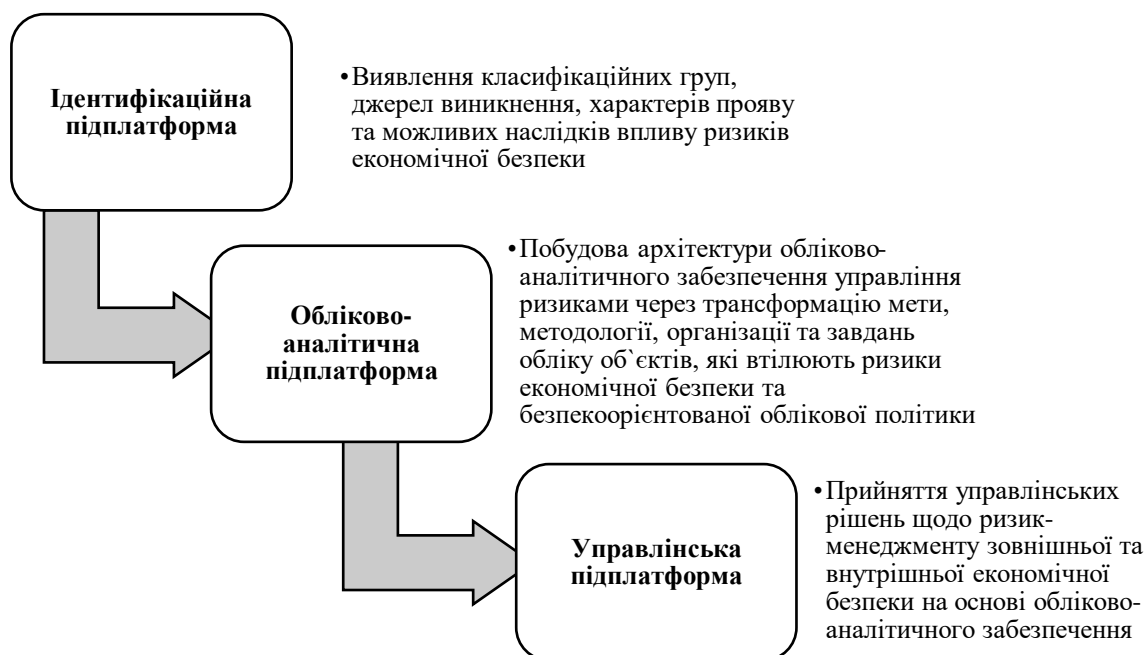 Ідентифікаційна
підплатформа
•Виявлення класифікаційних груп,
джерел виникнення, характерів прояву
та можливих наслідків впливу ризиків
економічної безпеки
Обліково-
аналітична
підплатформа
•Побудова архітектури обліково-
аналітичного забезпечення управління
ризиками через трансформацію мети,
методології, організації та завдань
обліку об`єктів, які втілюють ризики
економічної безпеки та
безпекоорієнтованої облікової політики
Управлінська
підплатформа
•Прийняття управлінських
рішень щодо ризик-
менеджменту зовнішньої та
внутрішньої економічної
безпеки на основі обліково-
аналітичного забезпечення